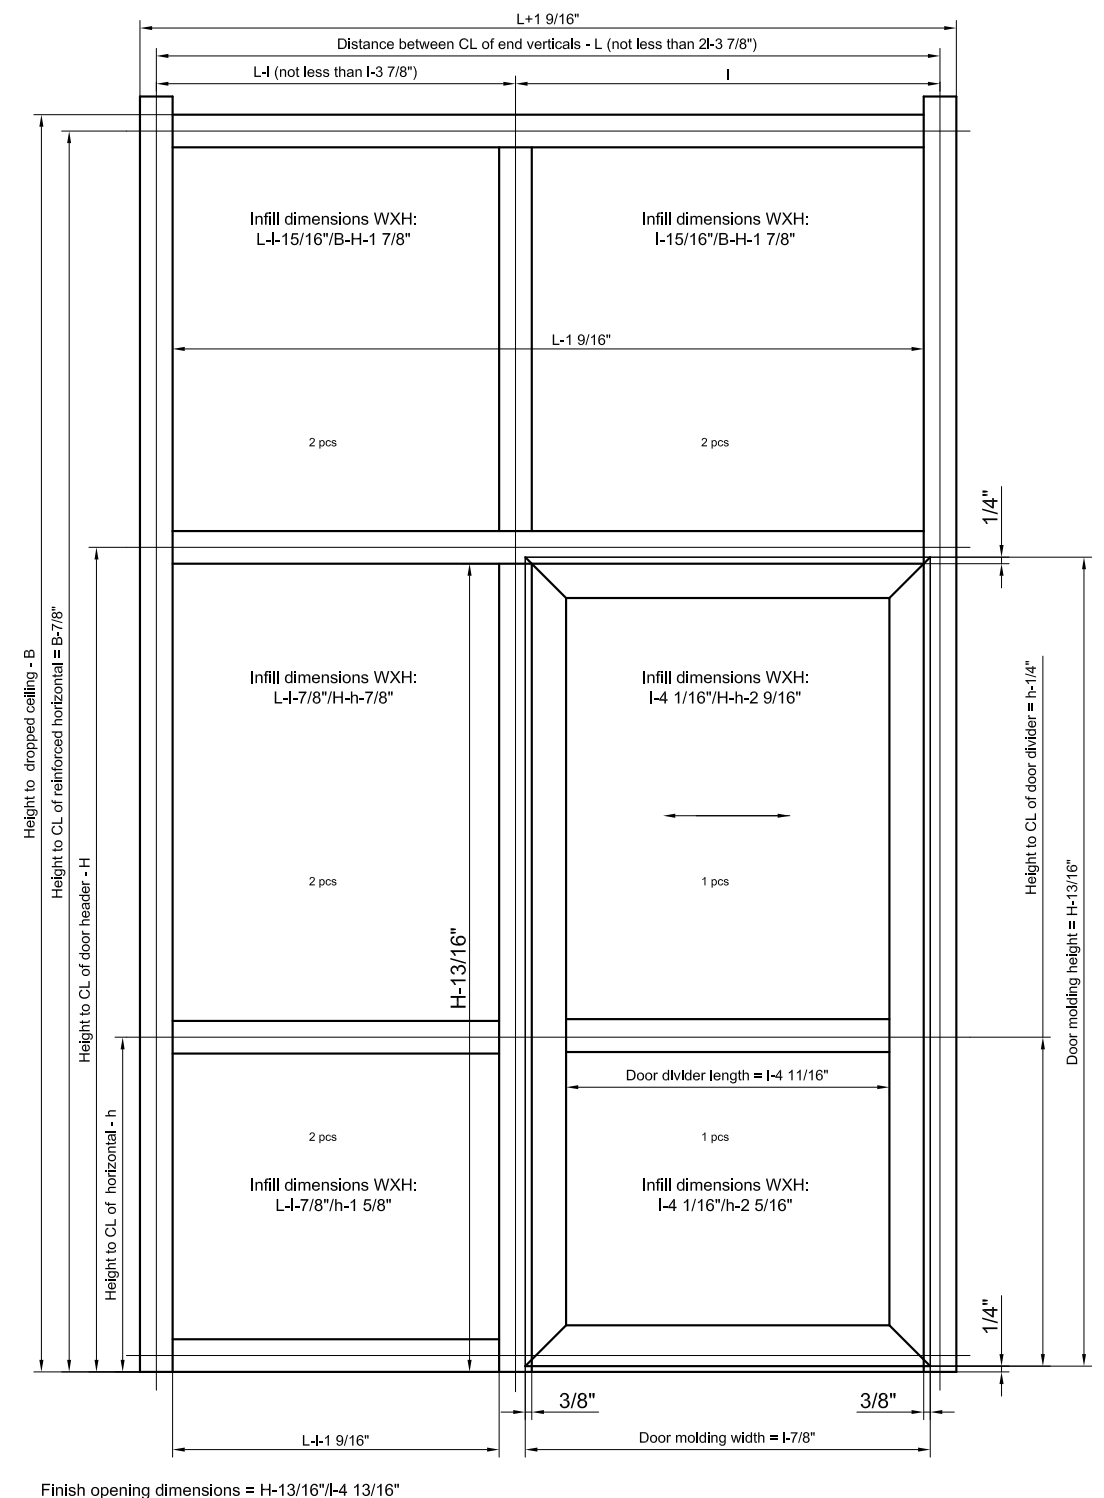 L+1 9/16"
Distance between CL of end verticals - L (not less than 2l-3 7/8")
L-l (not less than l-3 7/8")
l
Infill dimensions WXH:
L-l-15/16"/B-H-1 7/8"
Infill dimensions WXH:
l-15/16"/B-H-1 7/8"
L-1 9/16"
2 pcs
2 pcs
1/4"
Height to dropped ceiling - B
Height to CL of reinforced horizontal = B-7/8"
Height to CL of door header - H
Height to CL of horizontal - h
Infill dimensions WXH:
L-l-7/8"/H-h-7/8"
Infill dimensions WXH:
l-4 1/16"/H-h-2 9/16"
Height to CL of door divider = h-1/4"
Door molding height = H-13/16"
2 pcs
1 pcs
H-13/16"
Door divider length = l-4 11/16"
2 pcs
1 pcs
Infill dimensions WXH:
L-l-7/8"/h-1 5/8"
Infill dimensions WXH:
l-4 1/16"/h-2 5/16"
1/4"
3/8"
3/8"
L-l-1 9/16"
Door molding width = l-7/8"
Finish opening dimensions = H-13/16"/l-4 13/16"